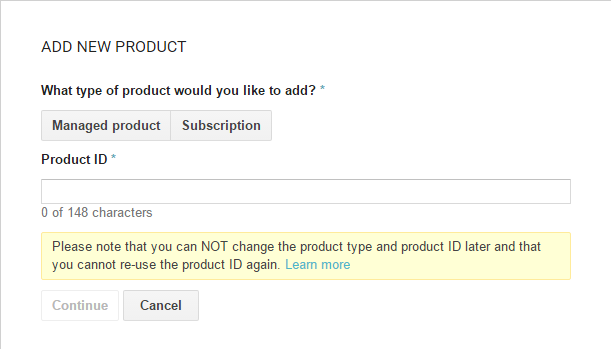 ADD NEW PRODUCT
What type of product would you like to add? *
Managed product Subscription
Product ID *
0 of 148 characters
Please note that you can NOT change the product type and product ID later and that
you cannot re-use the product ID again. Learn more
Continue Cancel